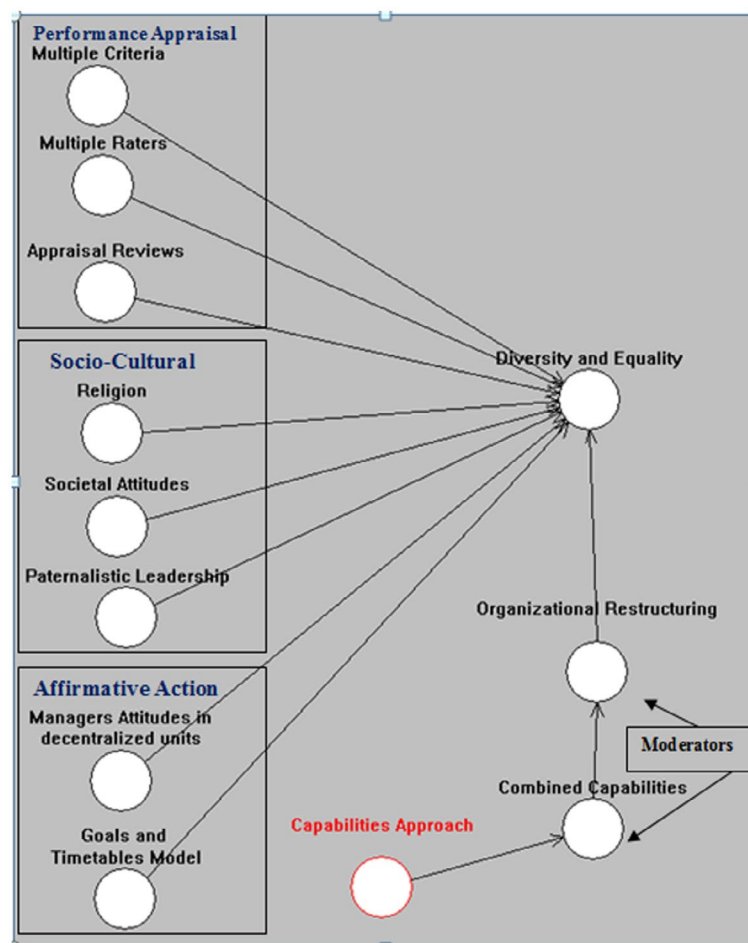 Performance Appraisal
Multiple Criteria
Multiple Raters
Appraisal Reviews
Socio-Cultural
Religion
Societal Attitudes
Paternalistic Leadership
Affirmative Action
Managers Attitudes in
decentralized units
Goals and
Timetables Model
Diversity and Equality
Organizational Restructuring
Moderators
Combined Capabilities
Capabilities Approach